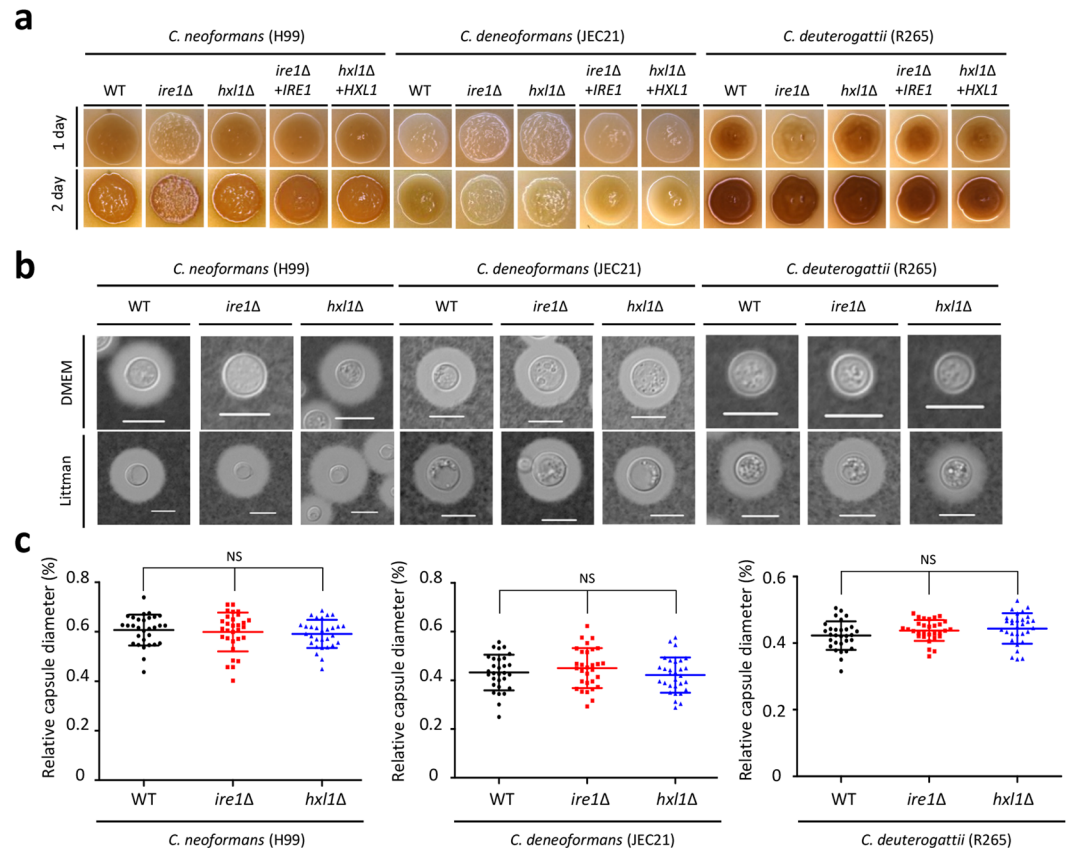 a
C. neoformans (H99) C. deneoformans (JEC21) C. deuterogattii (R265)
ire1Δ hxl1Δ ire1Δ hxl1Δ ire1Δ hxl1Δ
WT ire1Δ hxl1Δ +IRE1 +HXL1 WT ire1Δ hxl1Δ +IRE1 +HXL1 WT ire1Δ hxl1Δ +IRE1 +HXL1
1 day
2 day
b
C. neoformans (H99) C. deneoformans (JEC21) C. deuterogattii (R265)
WT ire1Δ hxl1Δ WT ire1Δ hxl1Δ WT ire1Δ hxl1Δ
DMEM
Littman
c
Relative capsule diameter (%)
0.8
0.6
0.4
0.2
0
NS
WT ire1Δ hxl1Δ
C. neoformans (H99)
Relative capsule diameter (%)
0.8
0.6
0.4
0.2
0
NS
WT ire1Δ hxl1Δ
C. deneoformans (JEC21)
Relative capsule diameter (%)
0.6
0.4
0.2
0
NS
WT ire1Δ hxl1Δ
C. deuterogattii (R265)